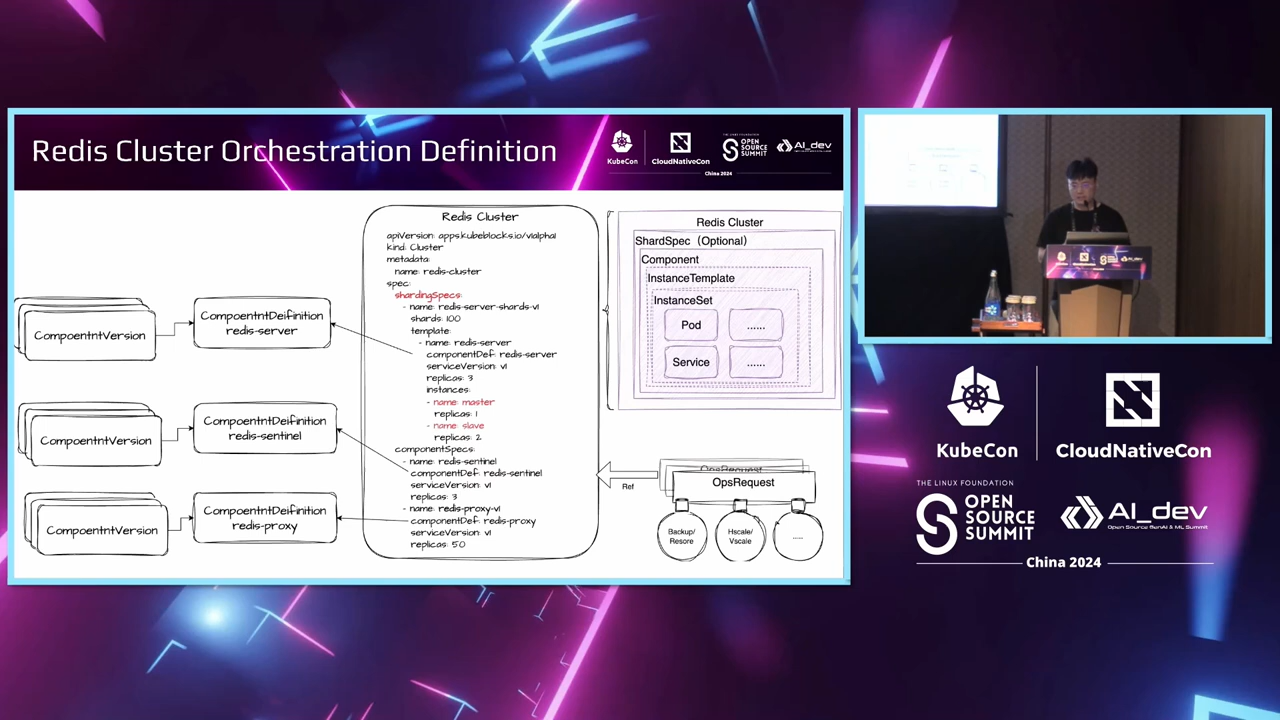 Redis Cluster Orchestration Definition
KubeCon
CloudNativeCon
THE LINUX FOUNDATION
OPEN
SOURCE
SUMMIT
AI_dev
China 2024
CompoentntVersion
CompoentntDeifinition
redis-server
CompoentntVersion
CompoentntDeifinition
redis-sentinel
CompoentntVersion
CompoentntDeifinition
redis-proxy
Redis Cluster
apiVersion: apps.kubeblocks.io/v1alpha1
kind: Cluster
metadata:
name: redis-cluster
spec:
shardingSpecs:
- name: redis-server-shards-v1
shards: 100
template:
- name: redis-server
componentDef: redis-server
serviceVersion: v1
replicas: 3
instances:
- name: master
replicas: 1
- name: slave
replicas: 2
componentSpecs:
- name: redis-sentinel
componentDef: redis-sentinel
serviceVersion: v1
replicas: 3
- name: redis-proxy-v1
componentDef: redis-proxy
serviceVersion: v1
replicas: 50
Redis Cluster
ShardSpec (Optional)
Component
InstanceTemplate
InstanceSet
Pod
......
Service
......
Ref
OpsRequest
OpsRequest
Backup/
Resore
Hscale/
Vscale
......
KubeCon
CloudNativeCon
THE LINUX FOUNDATION
OPEN
SOURCE
SUMMIT
AI_dev
Open Source GenAI & ML Summit
China 2024